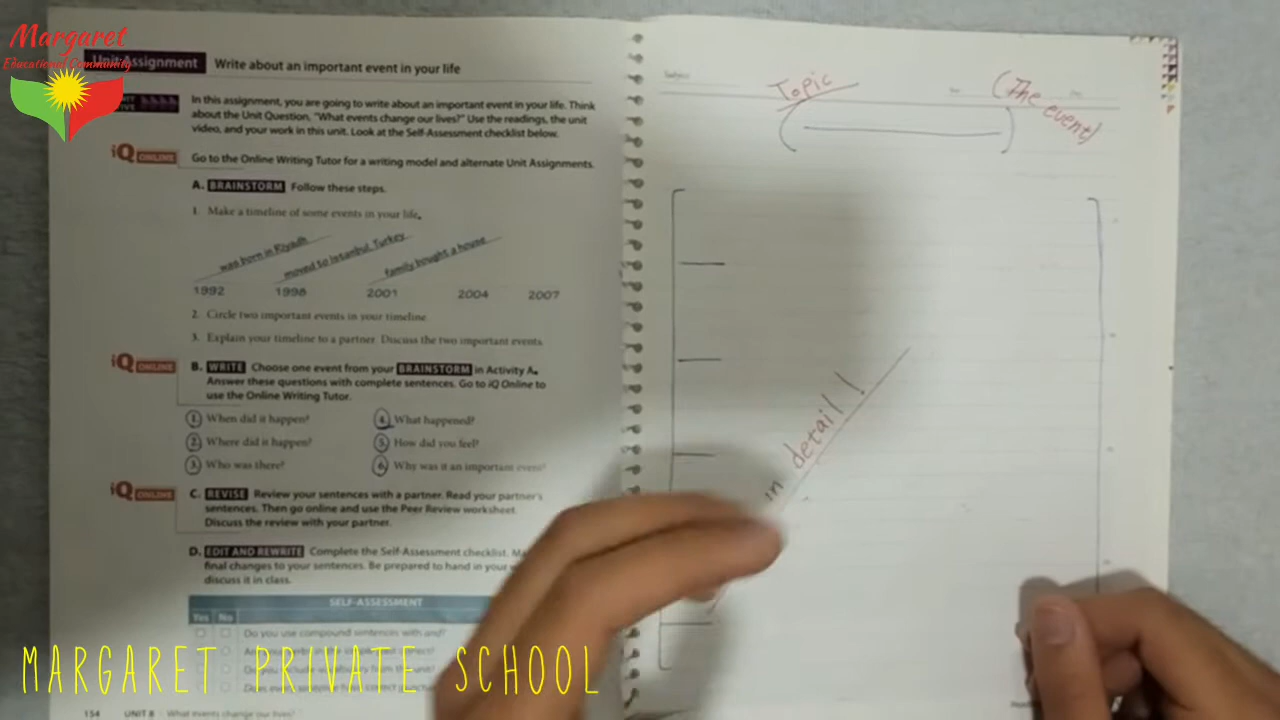 Margaret
Educational Community
Unit Assignment Write about an important event in your life
In this assignment, you are going to write about an important event in your life. Think
about the Unit Question, "What events change our lives?" Use the readings, the unit
video, and your work in this unit. Look at the Self-Assessment checklist below.
iQ ONLINE Go to the Online Writing Tutor for a writing model and alternate Unit Assignments.
A. BRAINSTORM Follow these steps.
1. Make a timeline of some events in your life.
was born in Riyadh moved to Istanbul, Turkey family bought a house
1992 1998 2001 2004 2007
2. Circle two important events in your timeline.
3. Explain your timeline to a partner. Discuss the two important events.
iQ ONLINE B. WRITE Choose one event from your BRAINSTORM in Activity A.
Answer these questions with complete sentences. Go to iQ Online to
use the Online Writing Tutor.
1. When did it happen? 4. What happened?
2. Where did it happen? 5. How did you feel?
3. Who was there? 6. Why was it an important event?
iQ ONLINE C. REVISE Review your sentences with a partner. Read your partner's
sentences. Then go online and use the Peer Review worksheet.
Discuss the review with your partner.
D. EDIT AND REWRITE Complete the Self-Assessment checklist.
final changes to your sentences. Be prepared to hand in your
discuss it in class.
SELF-ASSESSMENT
Yes No
Do you use compound sentences with and?
154 UNIT 8 What events change our lives?
Topic (The event)
in detail !
MARGARET PRIVATE SCHOOL